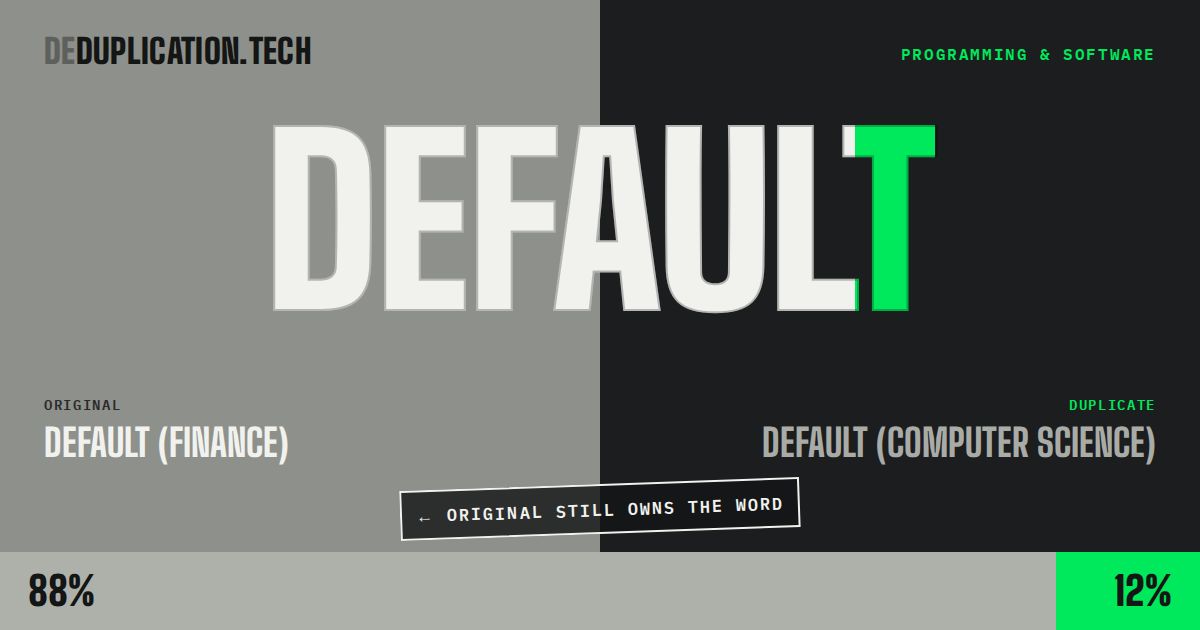 DEDUPLICATION.TECH
PROGRAMMING & SOFTWARE
DEFAULT
ORIGINAL
DEFAULT (FINANCE)
DUPLICATE
DEFAULT (COMPUTER SCIENCE)
← ORIGINAL STILL OWNS THE WORD
88%
12%